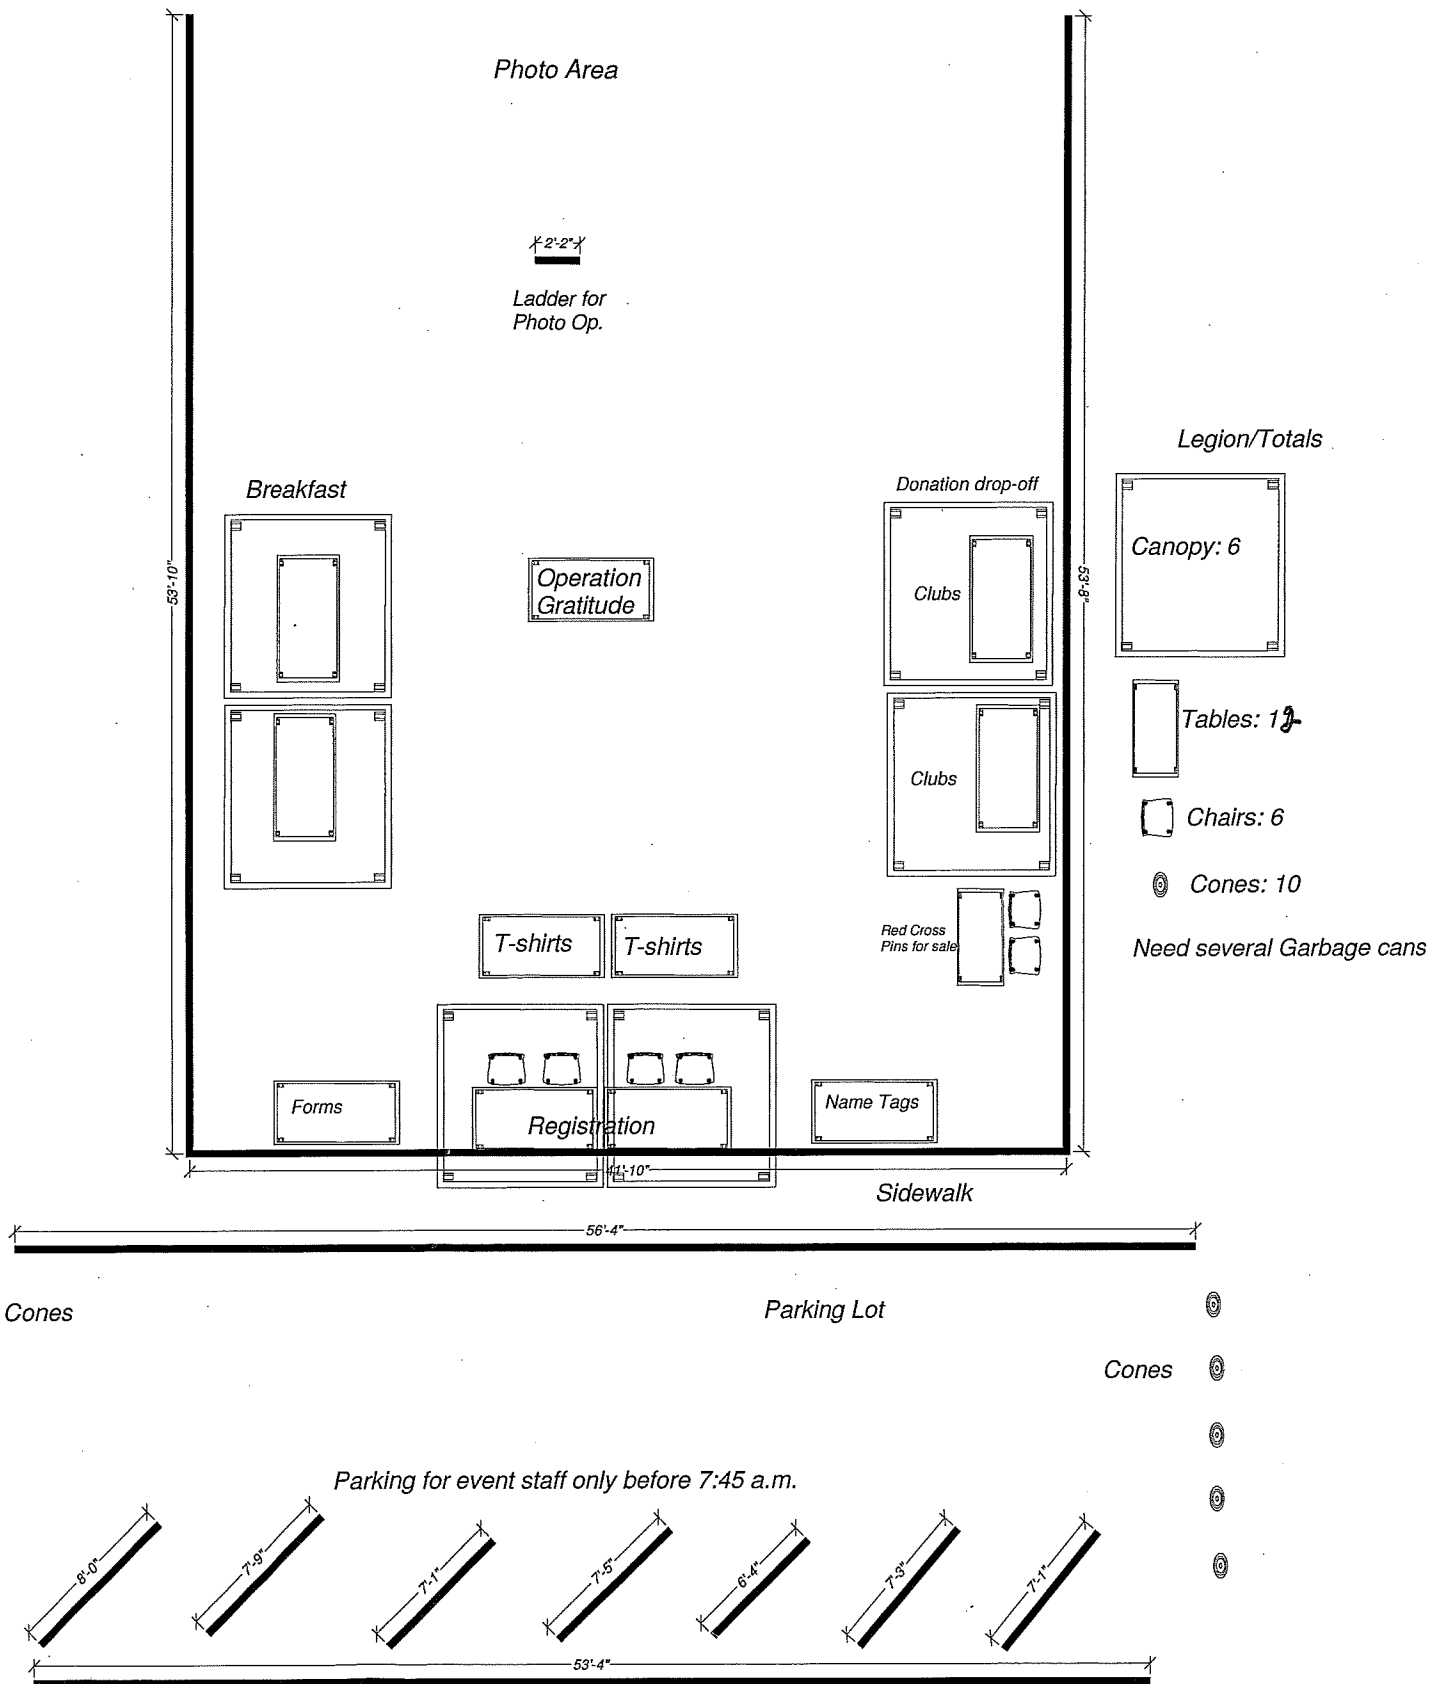 Photo Area
2'-2"
Ladder for
Photo Op.
Legion/Totals
Breakfast
Donation drop-off
Canopy: 6
53'-10"
Operation
Gratitude
Clubs
53'-8"
Tables: 12
Clubs
Chairs: 6
Cones: 10
T-shirts
T-shirts
Red Cross
Pins for sale
Need several Garbage cans
Forms
Registration
Name Tags
41'-10"
Sidewalk
56'-4"
Cones
Parking Lot
Cones
Parking for event staff only before 7:45 a.m.
8'-0"
7'-9"
7'-1"
7'-5"
6'-4"
7'-3"
7'-1"
53'-4"